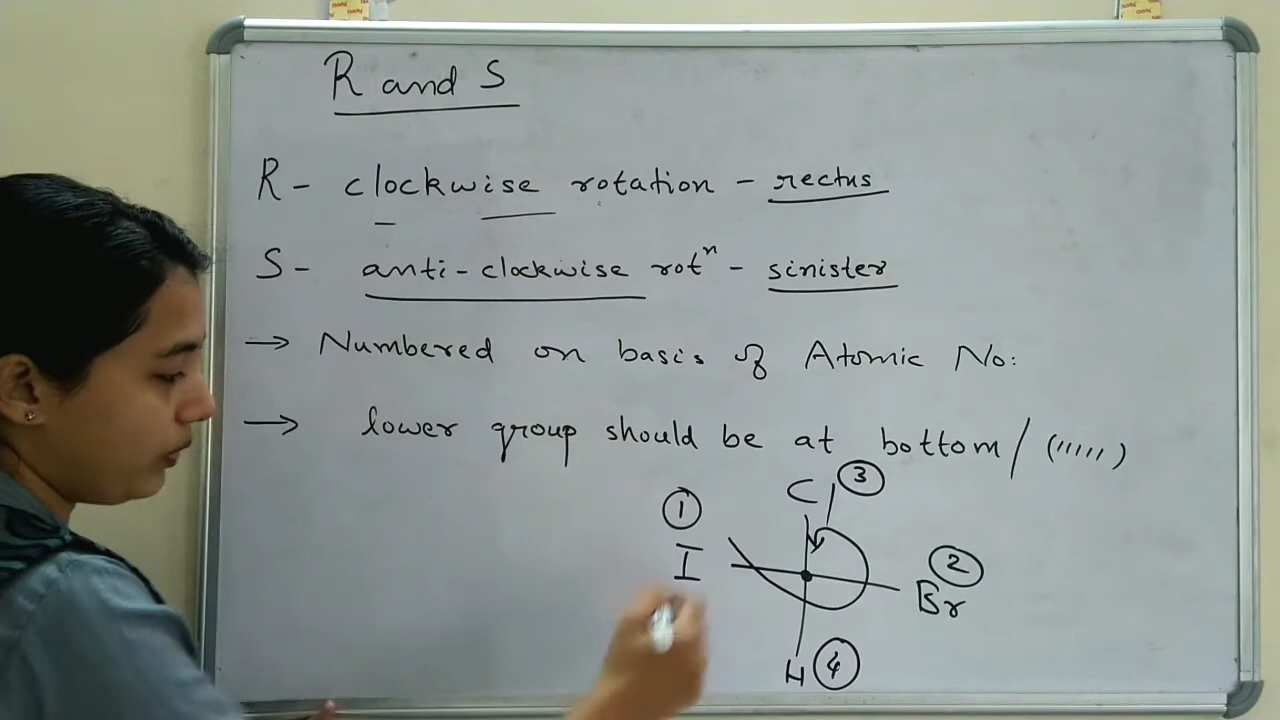 R and S
R - clockwise rotation - rectus
S - anti-clockwise rotⁿ - sinister
→ Numbered on basis of Atomic No:
→ lower group should be at bottom / (ııııı)
C 3
1
I
2
Br
H 4